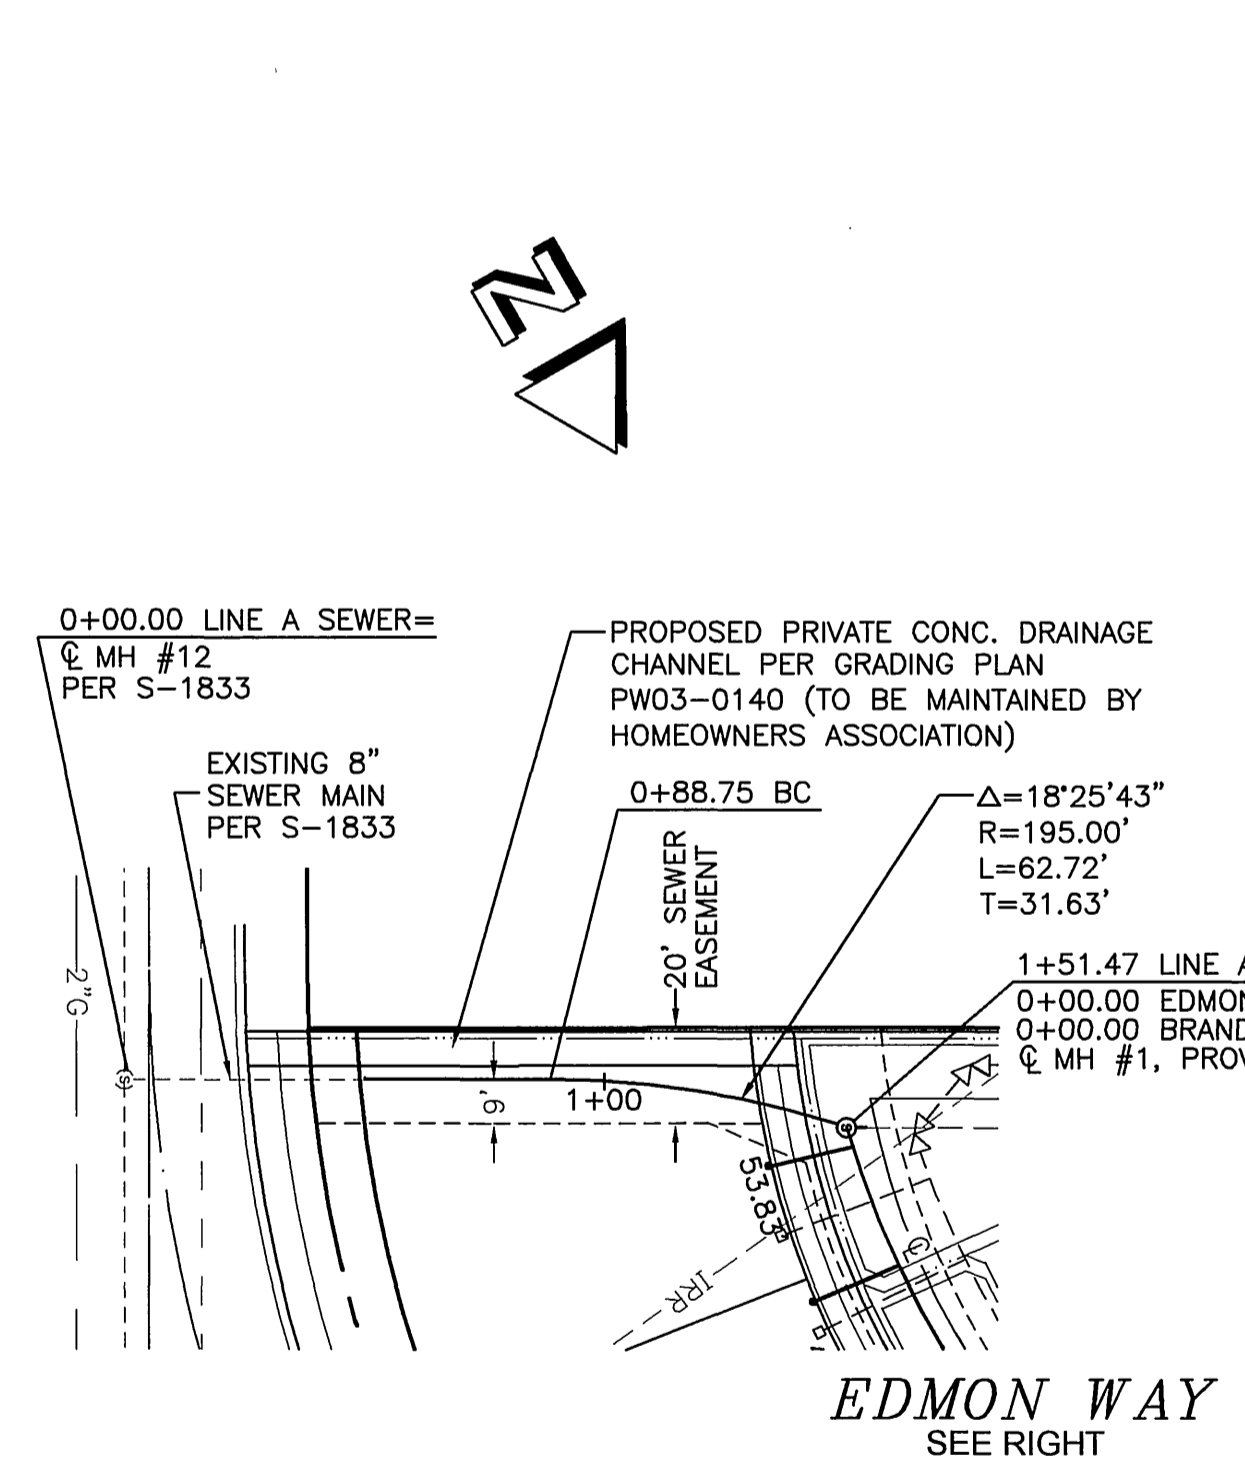 N
0+00.00 LINE A SEWER=
℄ MH #12
PER S-1833
PROPOSED PRIVATE CONC. DRAINAGE
CHANNEL PER GRADING PLAN
PW03-0140 (TO BE MAINTAINED BY
HOMEOWNERS ASSOCIATION)
EXISTING 8"
SEWER MAIN
PER S-1833
0+88.75 BC
Δ=18°25'43"
R=195.00'
L=62.72'
T=31.63'
20' SEWER
EASEMENT
1+51.47 LINE A
0+00.00 EDMON
0+00.00 BRAND
℄ MH #1, PROV
2"G
(S)
6'
1+00
S
53.83'
IRR
G
EDMON WAY
SEE RIGHT